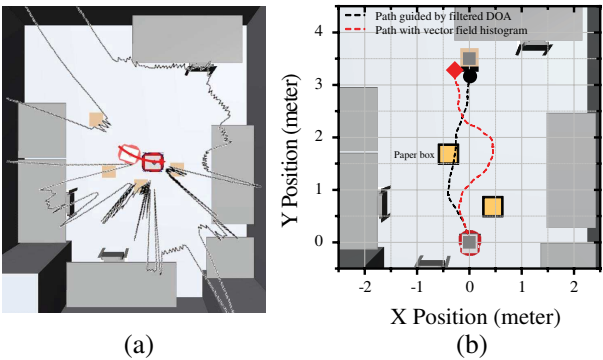 Path guided by filtered DOA
Path with vector field histogram
4
3
2
1
0
Paper box
Y Position (meter)
-2
-1
0
1
2
X Position (meter)
(a)
(b)